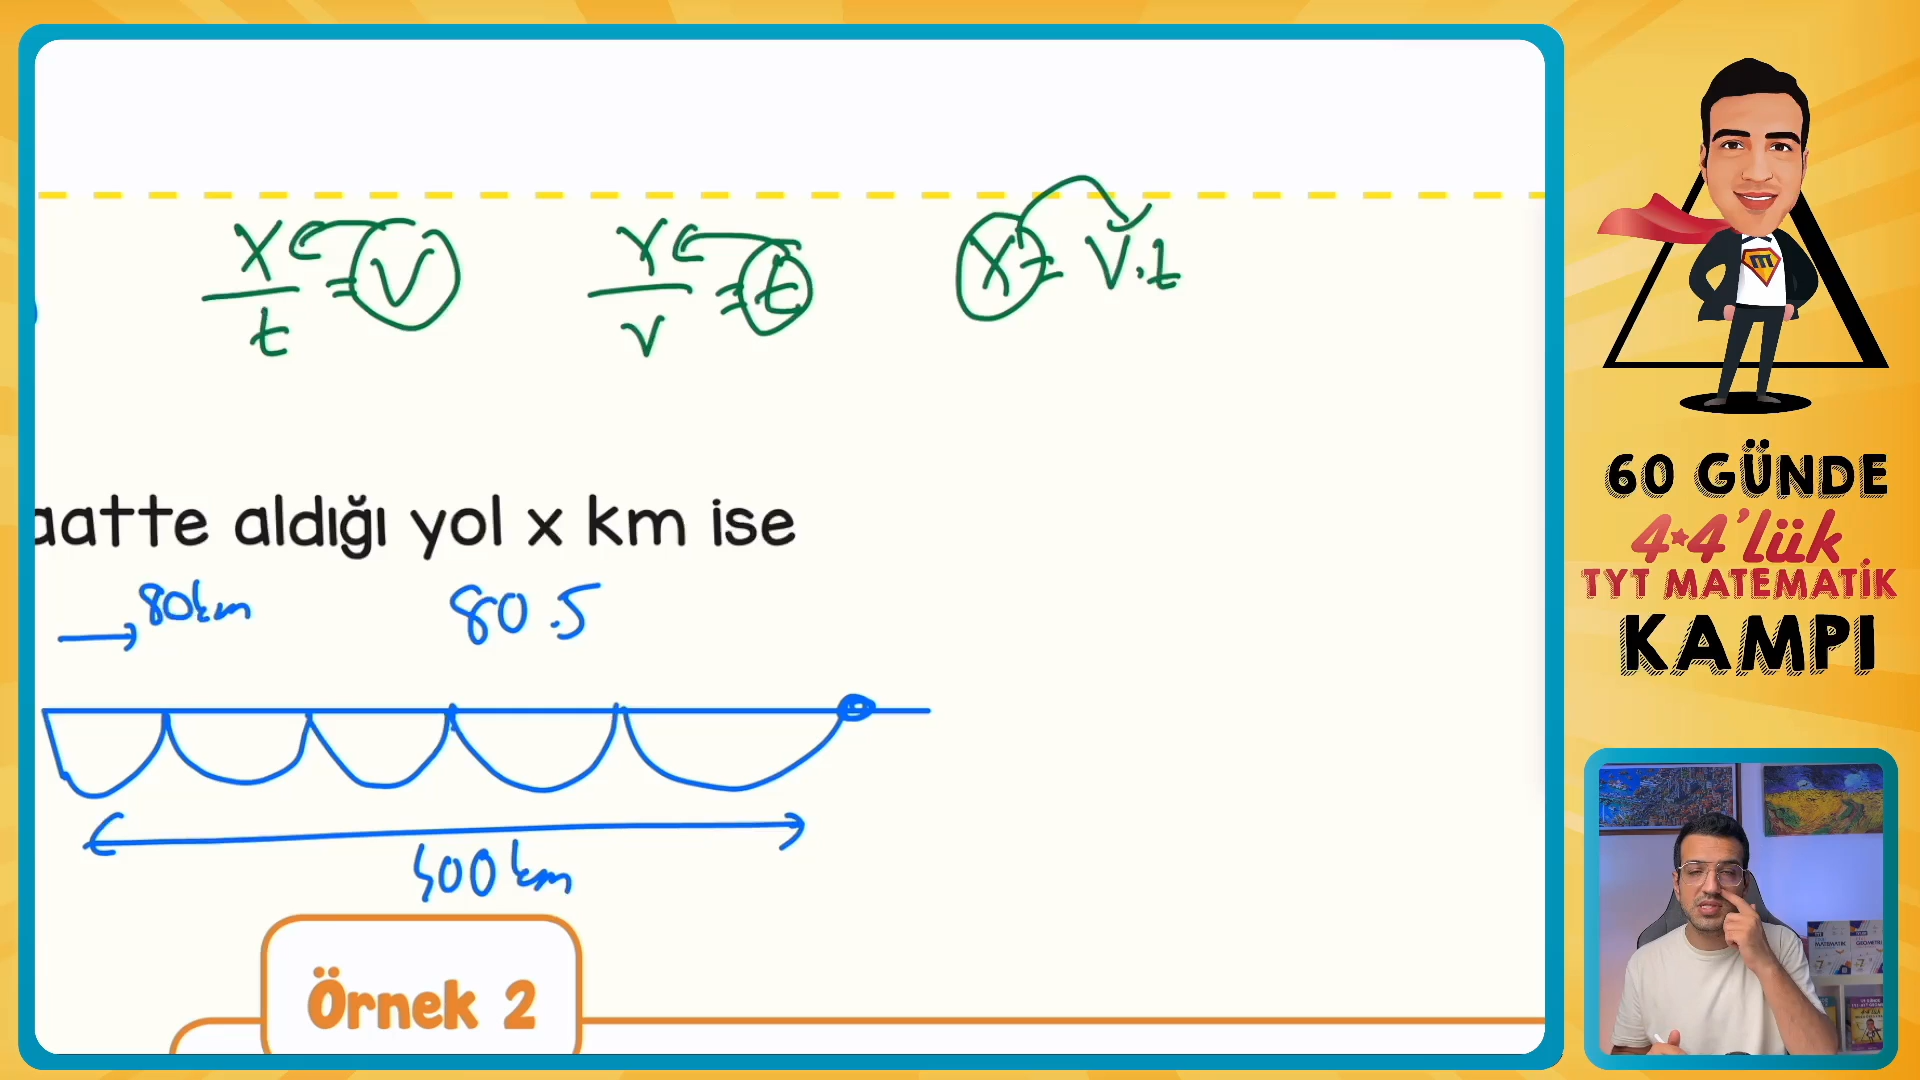 x/t = V
x/v = t
x = V.t
aatte aldığı yol x km ise
80km
80.5
400km
Örnek 2
60 GÜNDE
4★4'lük
TYT MATEMATİK
KAMPI